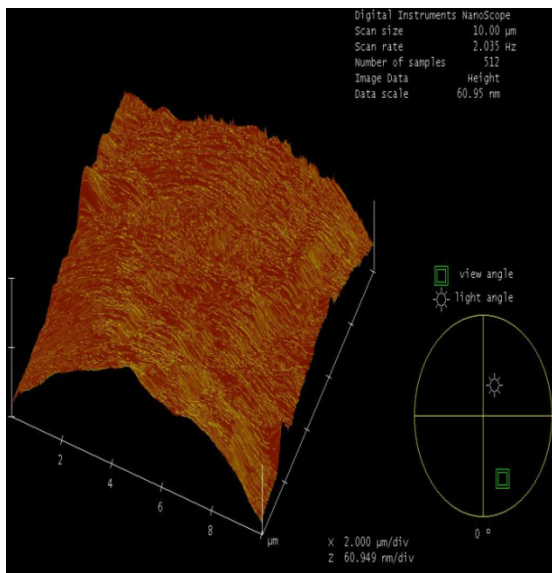 Digital Instruments NanoScope
Scan size 10.00 µm
Scan rate 2.035 Hz
Number of samples 512
Image Data Height
Data scale 60.95 nm
view angle
light angle
2
4
6
8
µm
X 2.000 µm/div
Z 60.949 nm/div
0 º